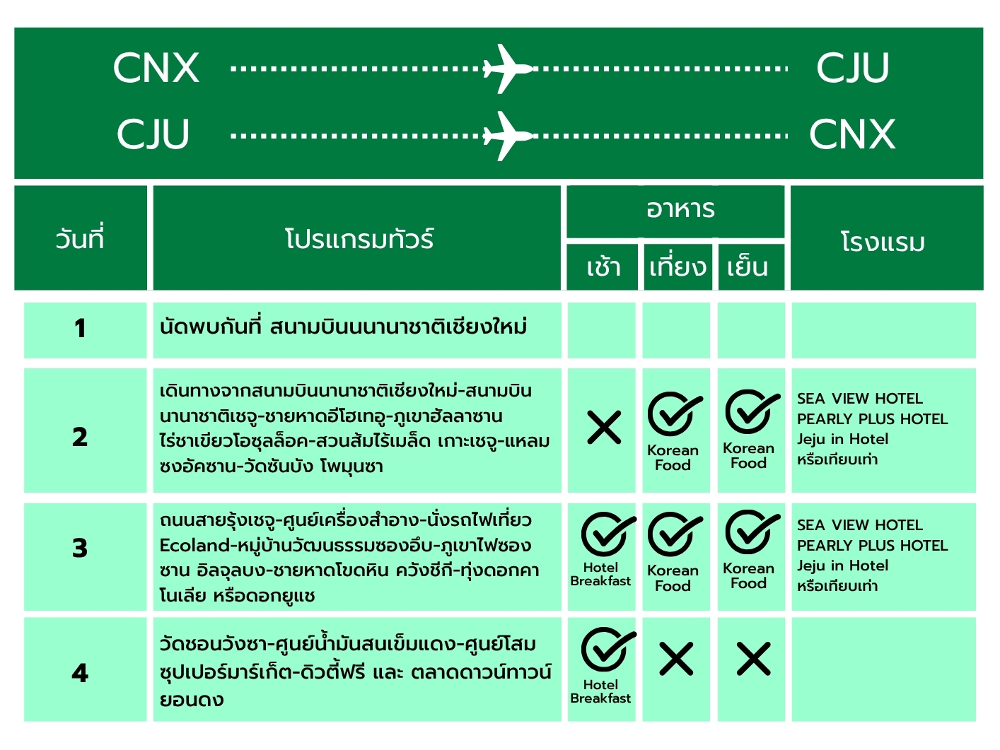 CNX CJU
CJU CNX
วันที่ โปรแกรมทัวร์ อาหาร โรงแรม
เช้า เที่ยง เย็น
1 นัดพบกันที่ สนามบินนนานาชาติเชียงใหม่
2
เดินทางจากสนามบินนานาชาติเชียงใหม่-สนามบิน
นานาชาติเชจู-ชายหาดอีโฮเทอู-ภูเขาฮัลลาซาน
ไร่ชาเขียวโอซุลล็อค-สวนส้มไร้เมล็ด เกาะเชจู-แหลม
ซงอัคซาน-วัดซันบัง โพมุนซา
Korean
Food
Korean
Food
SEA VIEW HOTEL
PEARLY PLUS HOTEL
Jeju in Hotel
หรือเทียบเท่า
3
ถนนสายรุ้งเชจู-ศูนย์เครื่องสำอาง-นั่งรถไฟเที่ยว
Ecoland-หมู่บ้านวัฒนธรรมซองอึบ-ภูเขาไฟซอง
ซาน อิลจุลบง-ชายหาดโขดหิน ควังชีกี-ทุ่งดอกคา
โนเลีย หรือดอกยูแช
Hotel
Breakfast
Korean
Food
Korean
Food
SEA VIEW HOTEL
PEARLY PLUS HOTEL
Jeju in Hotel
หรือเทียบเท่า
4
วัดชอนวังซา-ศูนย์น้ำมันสนเข็มแดง-ศูนย์โสม
ซุปเปอร์มาร์เก็ต-ดิวตี้ฟรี และ ตลาดดาวน์ทาวน์
ยอนดง
Hotel
Breakfast